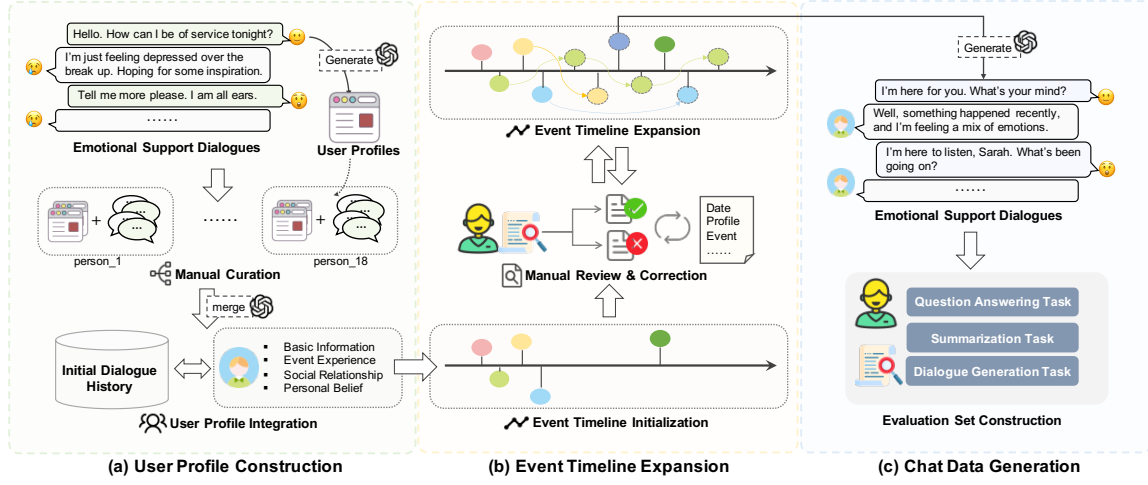 Hello. How can I be of service tonight?
I'm just feeling depressed over the
break up. Hoping for some inspiration.
Tell me more please. I am all ears.
......
Emotional Support Dialogues
Generate
User Profiles
+
...
...
...
......
+
...
...
...
person_1
person_18
Manual Curation
merge
Initial Dialogue
History
▪ Basic Information
▪ Event Experience
▪ Social Relationship
▪ Personal Belief
User Profile Integration
(a) User Profile Construction
Event Timeline Expansion
Date
Profile
Event
......
Manual Review & Correction
Event Timeline Initialization
(b) Event Timeline Expansion
Generate
I'm here for you. What's your mind?
Well, something happened recently,
and I'm feeling a mix of emotions.
I'm here to listen, Sarah. What's been
going on?
......
Emotional Support Dialogues
Question Answering Task
Summarization Task
Dialogue Generation Task
Evaluation Set Construction
(c) Chat Data Generation